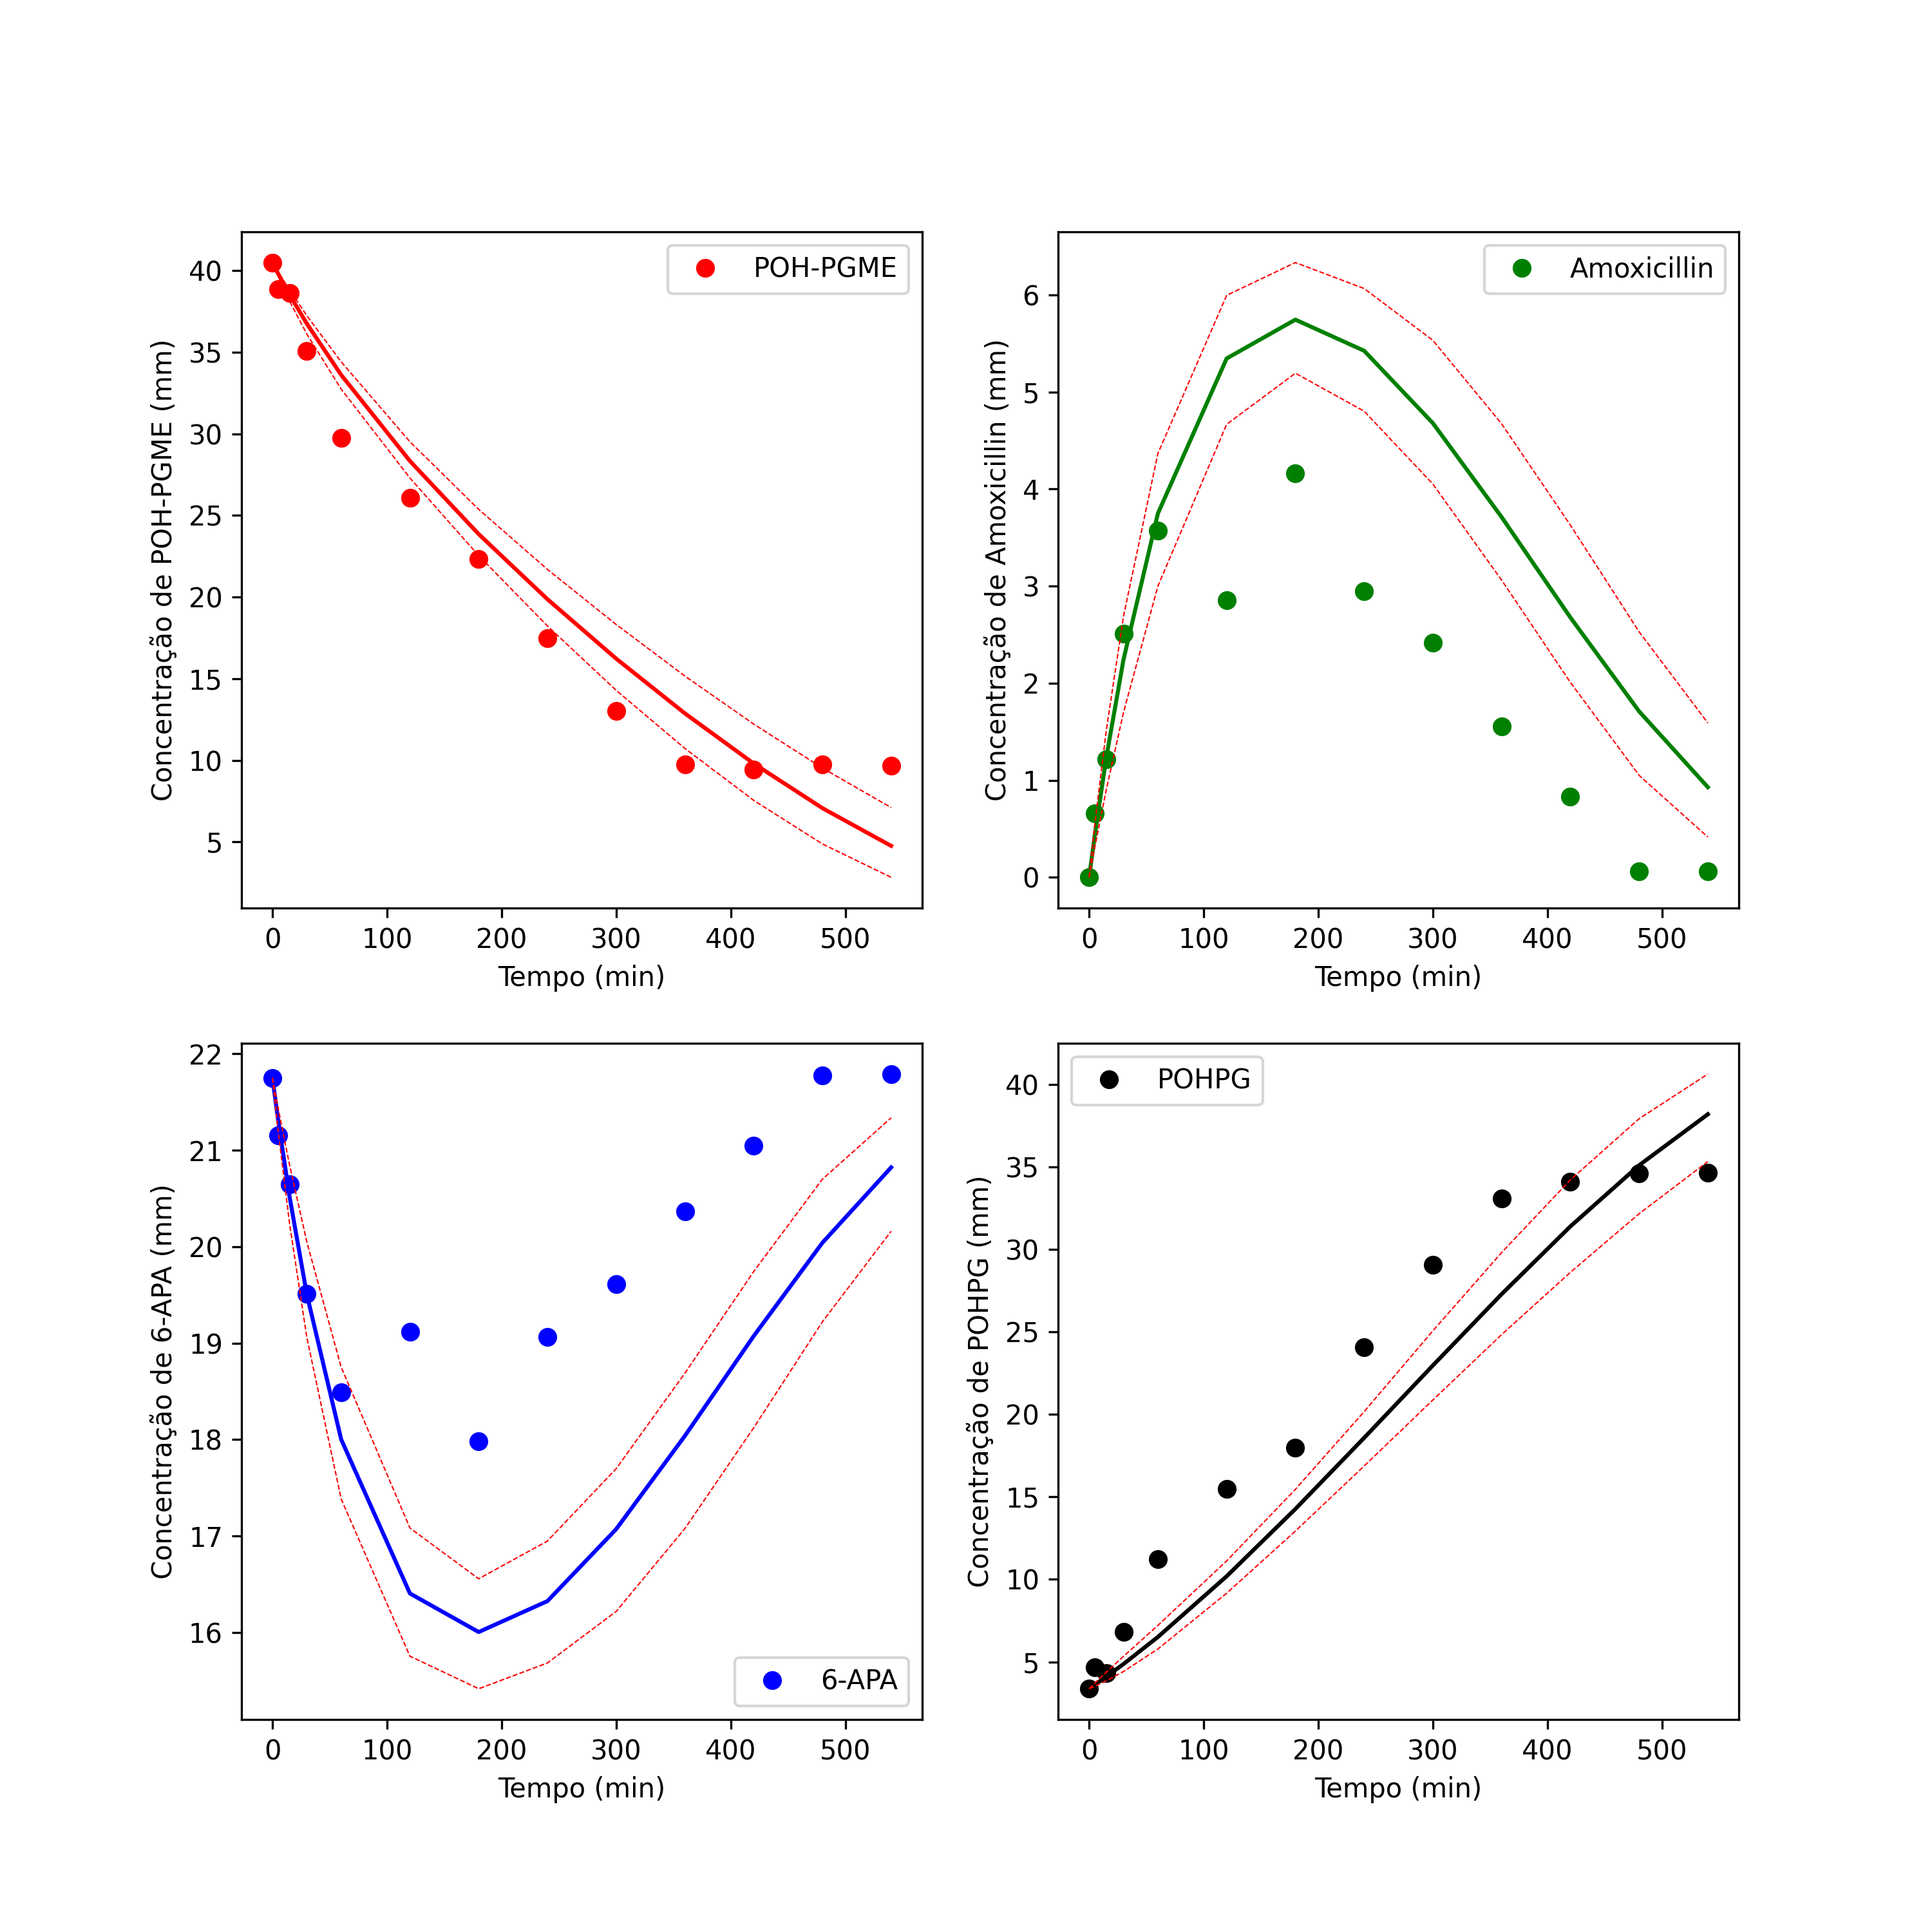 POH-PGME
40
35
30
25
20
15
10
5
Concentração de POH-PGME (mm)
0 100 200 300 400 500
Tempo (min)
Amoxicillin
6
5
4
3
2
1
0
Concentração de Amoxicillin (mm)
0 100 200 300 400 500
Tempo (min)
22
21
20
19
18
17
16
Concentração de 6-APA (mm)
6-APA
0 100 200 300 400 500
Tempo (min)
POHPG
40
35
30
25
20
15
10
5
Concentração de POHPG (mm)
0 100 200 300 400 500
Tempo (min)